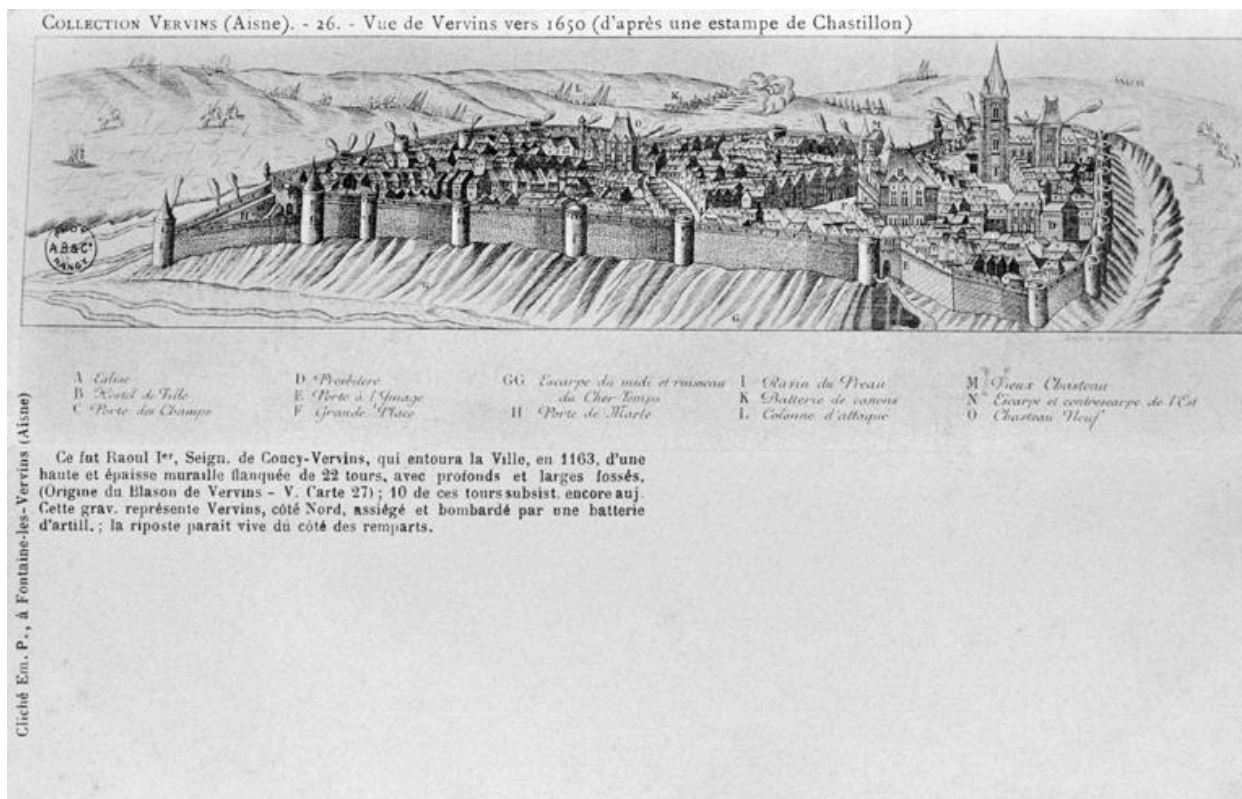 COLLECTION VERVINS (Aisne). - 26. - Vue de Vervins vers 1650 (d'après une estampe de Chastillon)
L
K
O
M
A.B&Cie
NANCY
G
G
A Eglise
B Hostel de Ville
C Porte des Champs
D Presbitere
E Porte à l'Ymage
F Grande Place
GG Escarpe du midi et ruisseau
du Cher-Temps
H Porte de Marle
I Ravin du Preau
K Batterie de canons
L Colonne d'attaque
M Vieux Chasteau
N Escarpe et contrescarpe de l'Est
O Chasteau Neuf
Ce fut Raoul Ier, Seign. de Coucy-Vervins, qui entoura la Ville, en 1163, d'une
haute et épaisse muraille flanquée de 22 tours, avec profonds et larges fossés.
(Origine du Blason de Vervins - V. Carte 27) ; 10 de ces tours subsist. encore auj.
Cette grav. représente Vervins, côté Nord, assiégé et bombardé par une batterie
d'artill. ; la riposte parait vive du côté des remparts.
Cliché Em. P., à Fontaine-les-Vervins (Aisne)